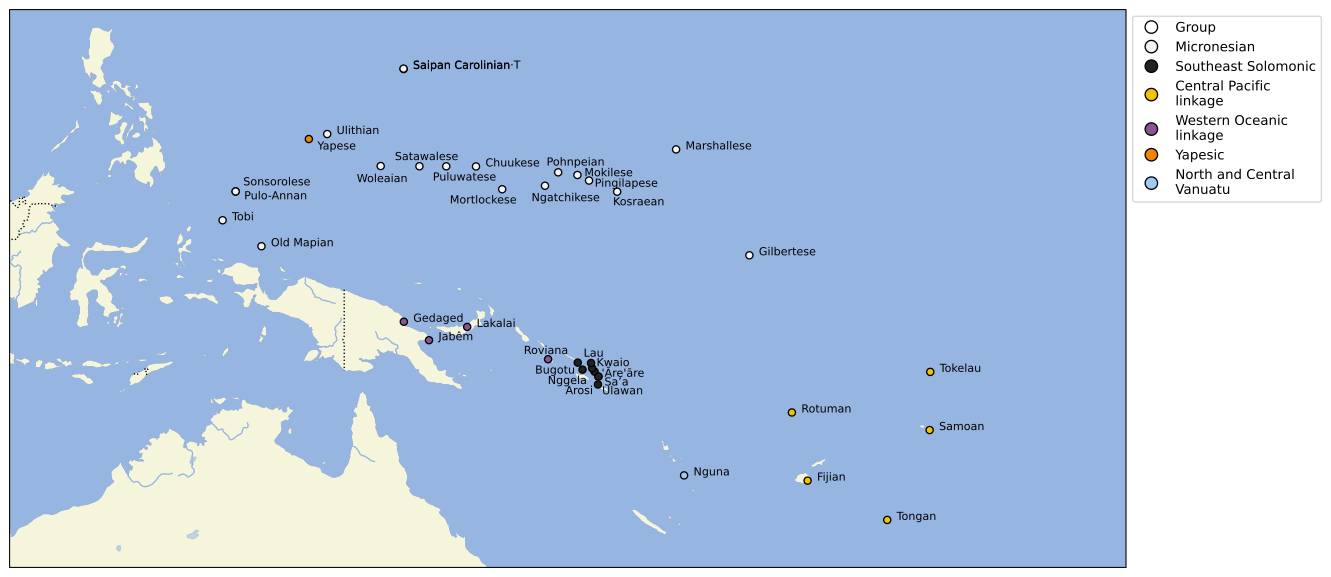 Saipan Carolinian·T
Ulithian
Yapese
Satawalese
Woleaian
Puluwatese
Chuukese
Mortlockese
Pohnpeian
Mokilese
Pingilapese
Ngatchikese
Kosraean
Marshallese
Sonsorolese
Pulo-Annan
Tobi
Old Mapian
Gilbertese
Gedaged
Lakalai
Jabêm
Roviana
Lau
Kwaio
Bugotu
'Are'āre
Nggela
Sa'a
Arosi
Ulawan
Tokelau
Rotuman
Samoan
Nguna
Fijian
Tongan
Group
Micronesian
Southeast Solomonic
Central Pacific
linkage
Western Oceanic
linkage
Yapesic
North and Central
Vanuatu